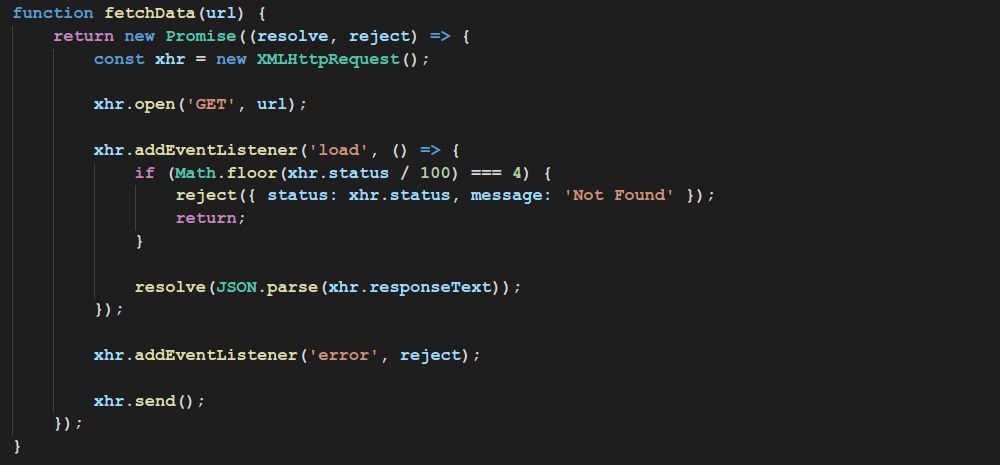 function fetchData(url) {
    return new Promise((resolve, reject) => {
        const xhr = new XMLHttpRequest();

        xhr.open('GET', url);

        xhr.addEventListener('load', () => {
            if (Math.floor(xhr.status / 100) === 4) {
                reject({ status: xhr.status, message: 'Not Found' });
                return;
            }

            resolve(JSON.parse(xhr.responseText));
        });

        xhr.addEventListener('error', reject);

        xhr.send();
    });
}